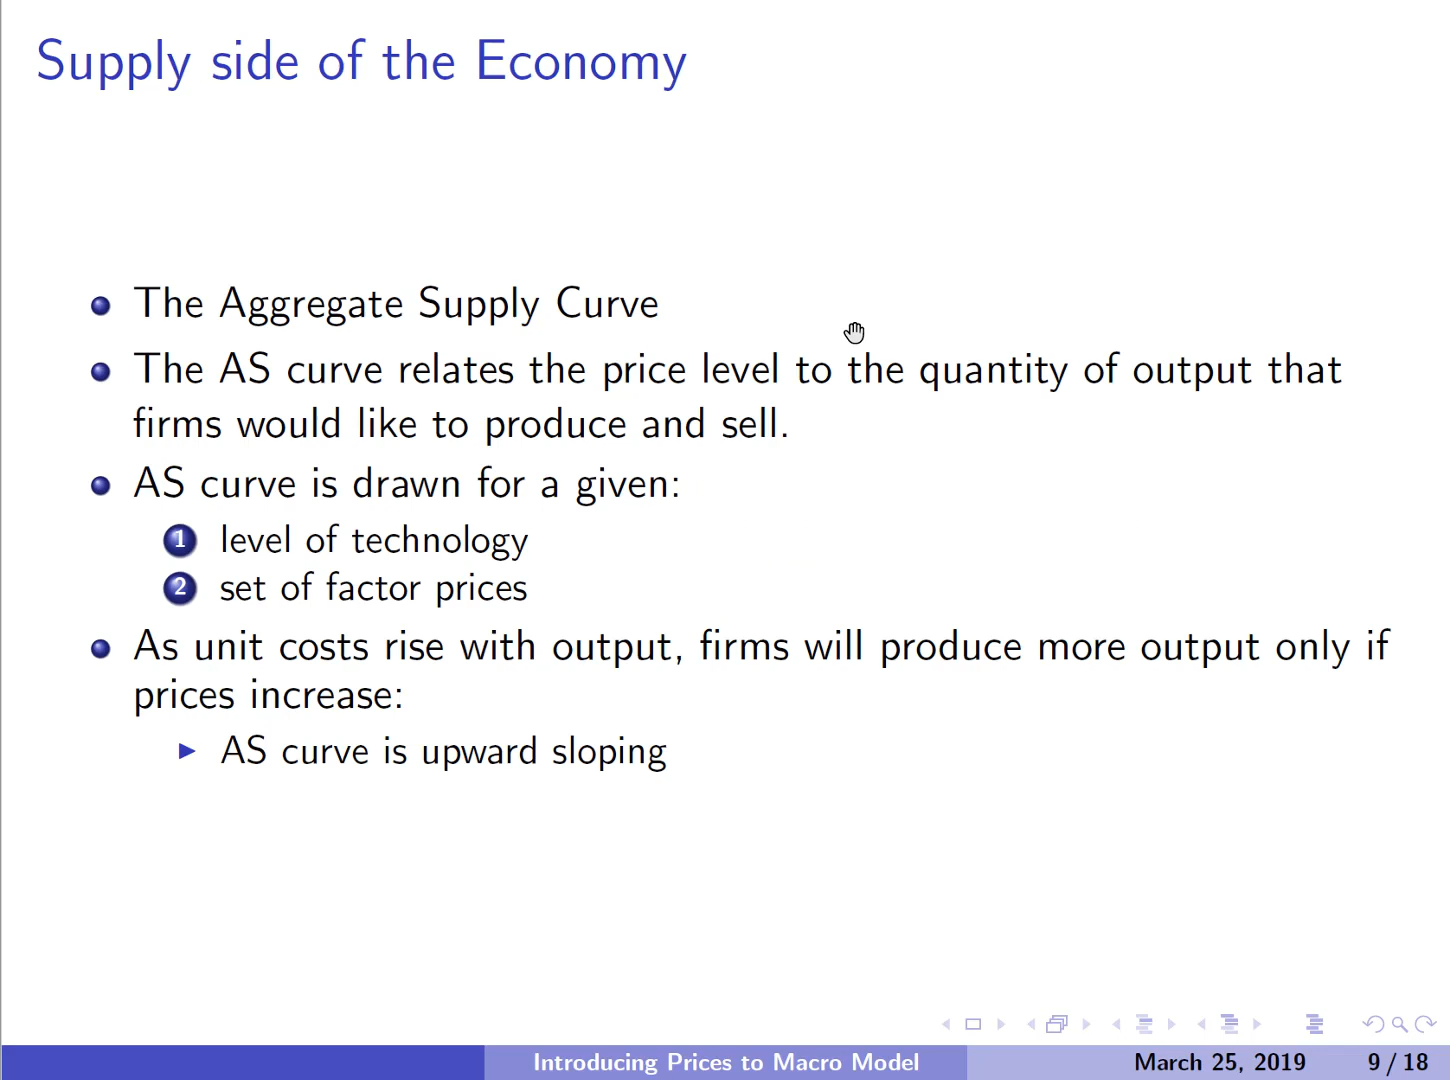 Supply side of the Economy
The Aggregate Supply Curve
The AS curve relates the price level to the quantity of output that
firms would like to produce and sell.
AS curve is drawn for a given:
1 level of technology
2 set of factor prices
As unit costs rise with output, firms will produce more output only if
prices increase:
AS curve is upward sloping
Introducing Prices to Macro Model March 25, 2019 9 / 18